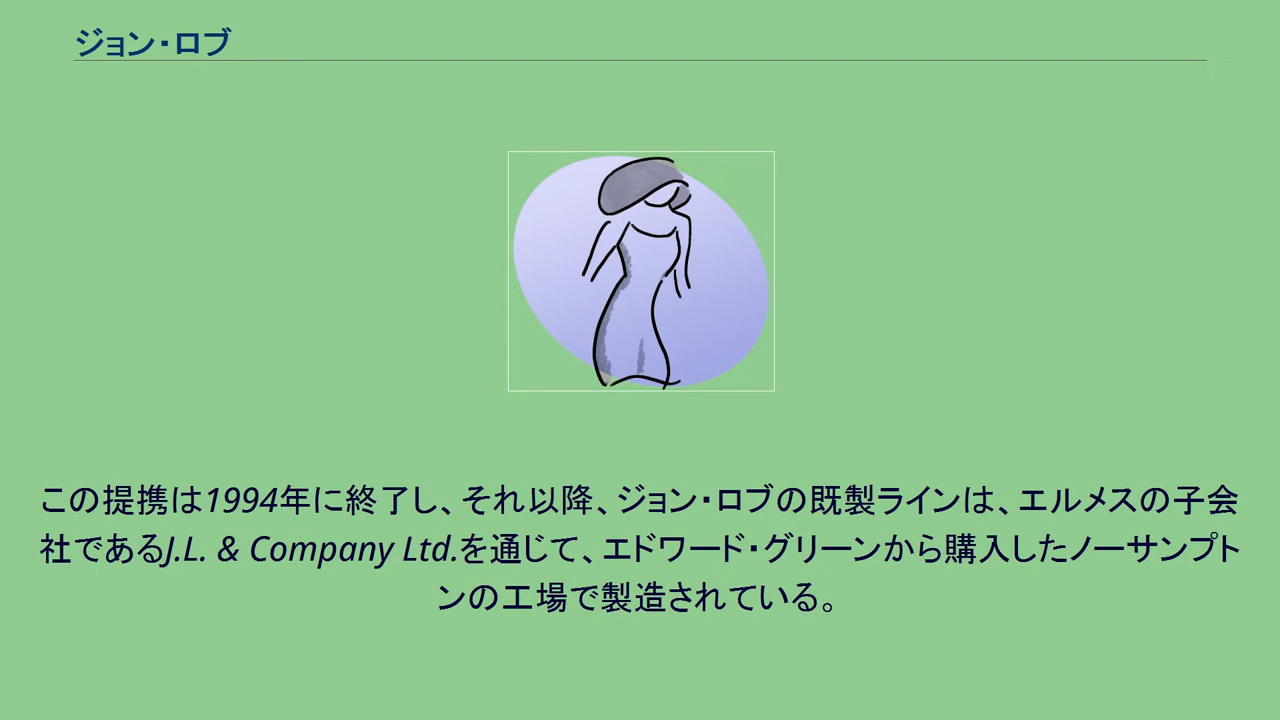 ジョン・ロブ
この提携は1994年に終了し、それ以降、ジョン・ロブの既製ラインは、エルメスの子会
社であるJ.L. & Company Ltd.を通じて、エドワード・グリーンから購入したノーサンプト
ンの工場で製造されている。